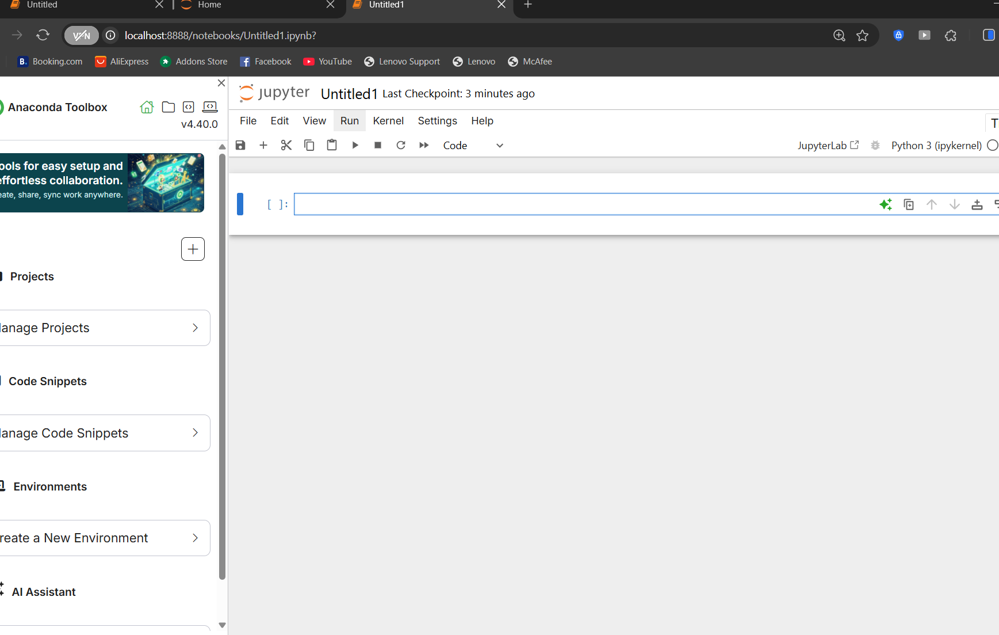 Untitled
Home
Untitled1
VPN
localhost:8888/notebooks/Untitled1.ipynb?
B. Booking.com
AliExpress
Addons Store
Facebook
YouTube
Lenovo Support
Lenovo
McAfee
Anaconda Toolbox
v4.40.0
ools for easy setup and
effortless collaboration.
eate, share, sync work anywhere.
Projects
anage Projects
Code Snippets
anage Code Snippets
Environments
reate a New Environment
AI Assistant
jupyter Untitled1 Last Checkpoint: 3 minutes ago
File Edit View Run Kernel Settings Help
T
Code
JupyterLab
Python 3 (ipykernel)
[ ]: